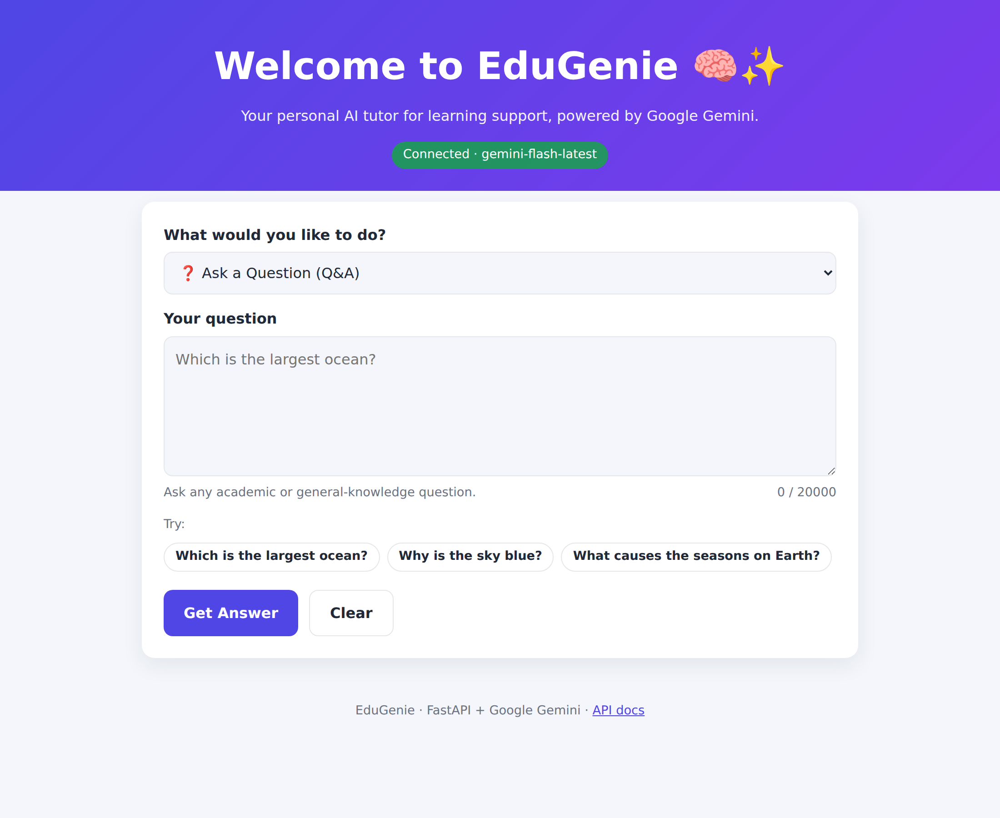 Welcome to EduGenie 🧠✨
Your personal AI tutor for learning support, powered by Google Gemini.
Connected · gemini-flash-latest
What would you like to do?
❓ Ask a Question (Q&A)
Your question
Which is the largest ocean?
Ask any academic or general-knowledge question.
0 / 20000
Try:
Which is the largest ocean?
Why is the sky blue?
What causes the seasons on Earth?
Get Answer
Clear
EduGenie · FastAPI + Google Gemini · API docs